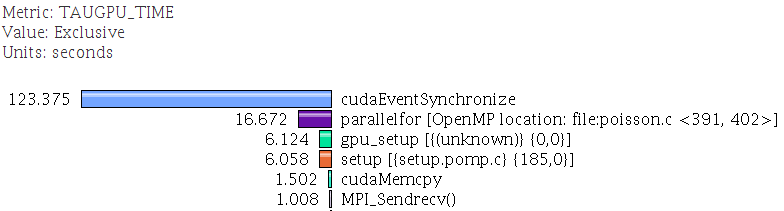 Metric: TAUGPU_TIME
Value: Exclusive
Units: seconds
123.375 cudaEventSynchronize
16.672 parallelfor [OpenMP location: file:poisson.c <391, 402>]
6.124 gpu_setup [{(unknown)} {0,0}]
6.058 setup [{setup.pomp.c} {185,0}]
1.502 cudaMemcpy
1.008 MPI_Sendrecv()